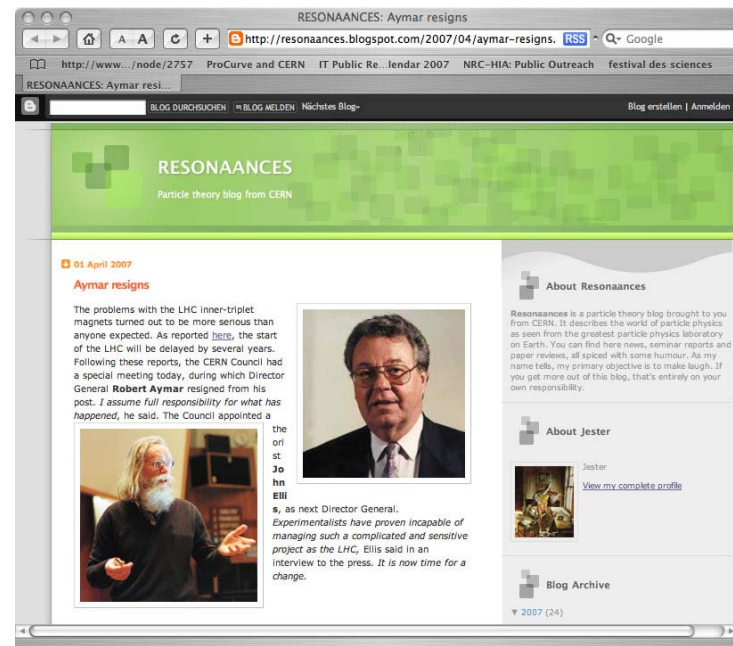 RESONAANCES: Aymar resigns
A A
http://resonaances.blogspot.com/2007/04/aymar-resigns. RSS
Q Google
http://www.../node/2757 ProCurve and CERN IT Public Re...lendar 2007 NRC-HIA: Public Outreach festival des sciences
RESONAANCES: Aymar resi...
BLOG DURCHSUCHEN BLOG MELDEN Nächstes Blog» Blog erstellen | Anmelden
RESONAANCES
Particle theory blog from CERN
01 April 2007
Aymar resigns
The problems with the LHC inner-triplet
magnets turned out to be more serious than
anyone expected. As reported here, the start
of the LHC will be delayed by several years.
Following these reports, the CERN Council had
a special meeting today, during which Director
General Robert Aymar resigned from his
post. I assume full responsibility for what has
happened, he said. The Council appointed a
the
ori
st
Jo
hn
Elli
s, as next Director General.
Experimentalists have proven incapable of
managing such a complicated and sensitive
project as the LHC, Ellis said in an
interview to the press. It is now time for a
change.
About Resonaances
Resonaances is a particle theory blog brought to you
from CERN. It describes the world of particle physics
as seen from the greatest particle physics laboratory
on Earth. You can find here news, seminar reports and
paper reviews, all spiced with some humour. As my
name tells, my primary objective is to make laugh. If
you get more out of this blog, that's entirely on your
own responsibility.
About Jester
Jester
View my complete profile
Blog Archive
▼ 2007 (24)